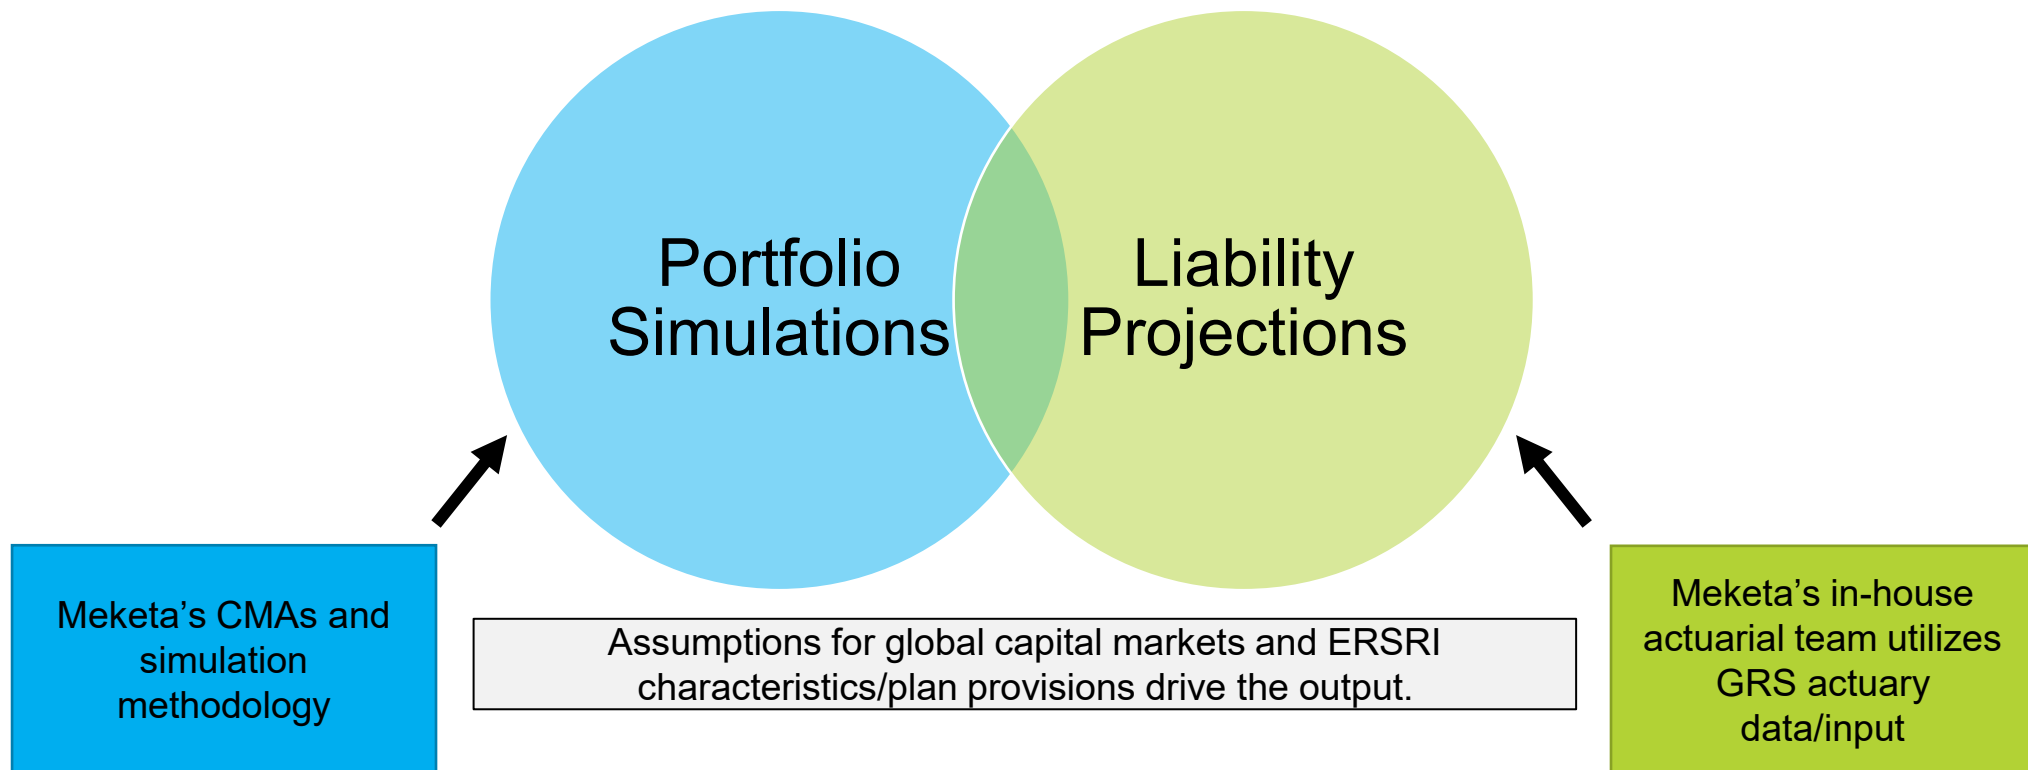 Portfolio
Simulations
Liability
Projections
Meketa’s CMAs and
simulation
methodology
Assumptions for global capital markets and ERSRI
characteristics/plan provisions drive the output.
Meketa’s in-house
actuarial team utilizes
GRS actuary
data/input